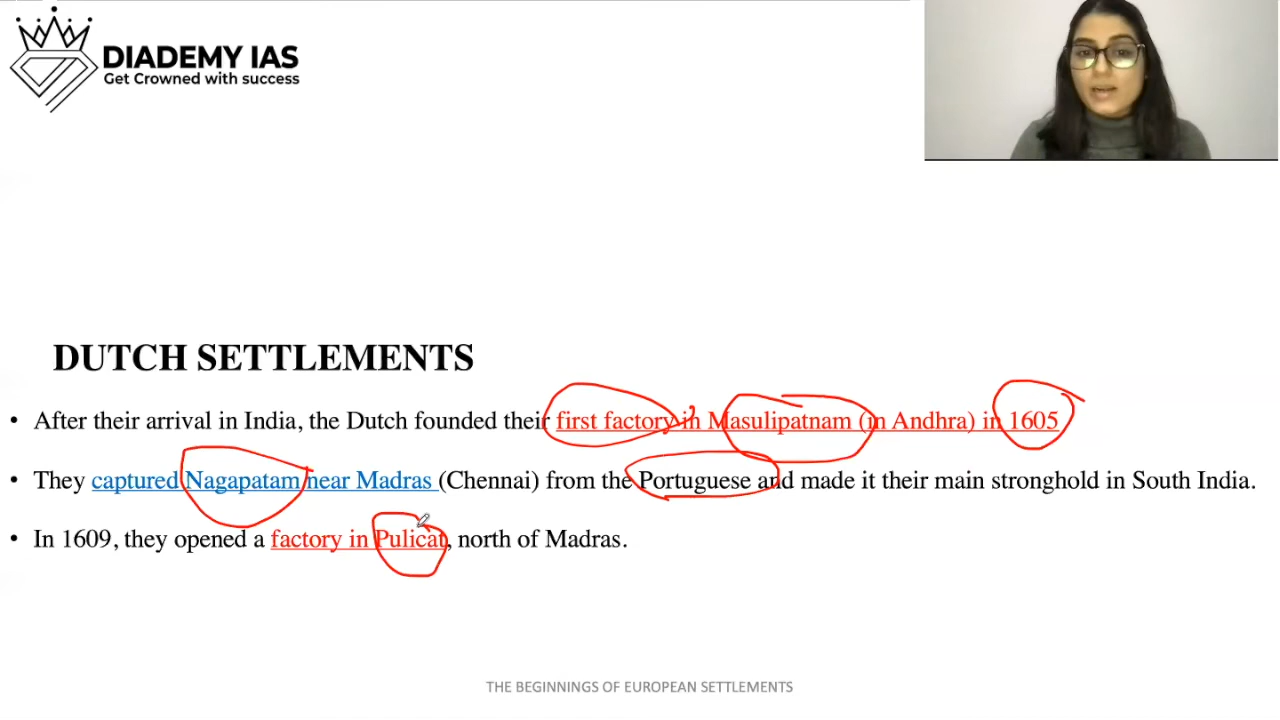 DIADEMY IAS
Get Crowned with success
DUTCH SETTLEMENTS
• After their arrival in India, the Dutch founded their first factory in Masulipatnam (in Andhra) in 1605
• They captured Nagapatam near Madras (Chennai) from the Portuguese and made it their main stronghold in South India.
• In 1609, they opened a factory in Pulicat, north of Madras.
THE BEGINNINGS OF EUROPEAN SETTLEMENTS